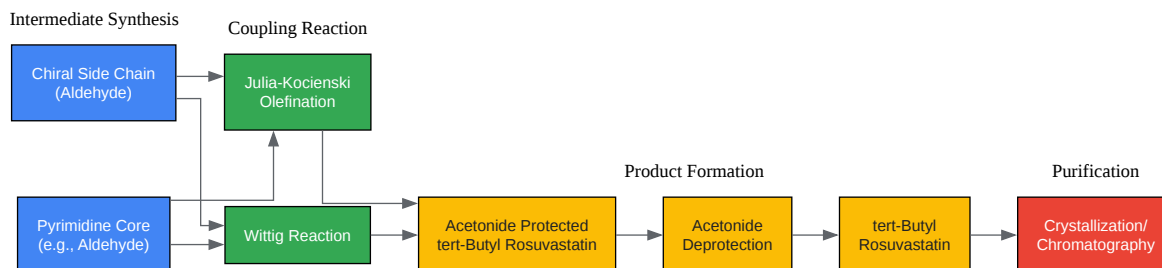 Intermediate Synthesis
Coupling Reaction
Chiral Side Chain
(Aldehyde)
Julia-Kocienski
Olefination
Product Formation
Purification
Pyrimidine Core
(e.g., Aldehyde)
Wittig Reaction
Acetonide Protected
tert-Butyl Rosuvastatin
Acetonide
Deprotection
tert-Butyl
Rosuvastatin
Crystallization/
Chromatography